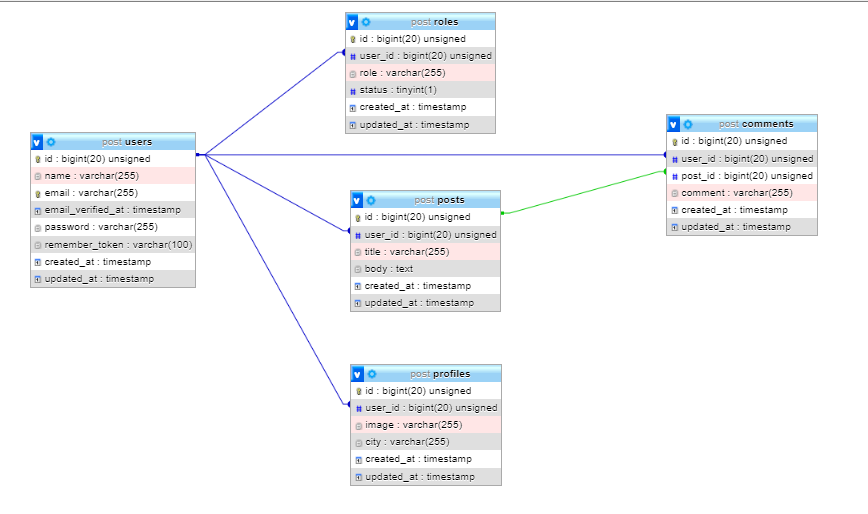 post roles
id : bigint(20) unsigned
user_id : bigint(20) unsigned
role : varchar(255)
status : tinyint(1)
created_at : timestamp
updated_at : timestamp
post users
id : bigint(20) unsigned
name : varchar(255)
email : varchar(255)
email_verified_at : timestamp
password : varchar(255)
remember_token : varchar(100)
created_at : timestamp
updated_at : timestamp
post posts
id : bigint(20) unsigned
user_id : bigint(20) unsigned
title : varchar(255)
body : text
created_at : timestamp
updated_at : timestamp
post comments
id : bigint(20) unsigned
user_id : bigint(20) unsigned
post_id : bigint(20) unsigned
comment : varchar(255)
created_at : timestamp
updated_at : timestamp
post profiles
id : bigint(20) unsigned
user_id : bigint(20) unsigned
image : varchar(255)
city : varchar(255)
created_at : timestamp
updated_at : timestamp